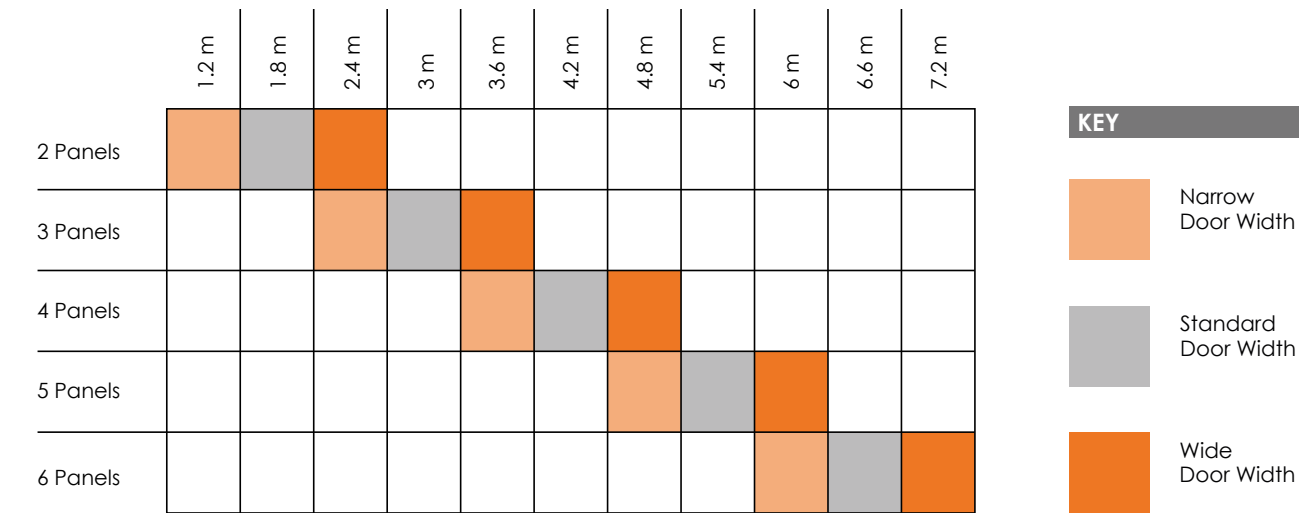 1.2 m
1.8 m
2.4 m
3 m
3.6 m
4.2 m
4.8 m
5.4 m
6 m
6.6 m
7.2 m
2 Panels
3 Panels
4 Panels
5 Panels
6 Panels
KEY
Narrow
Door Width
Standard
Door Width
Wide
Door Width